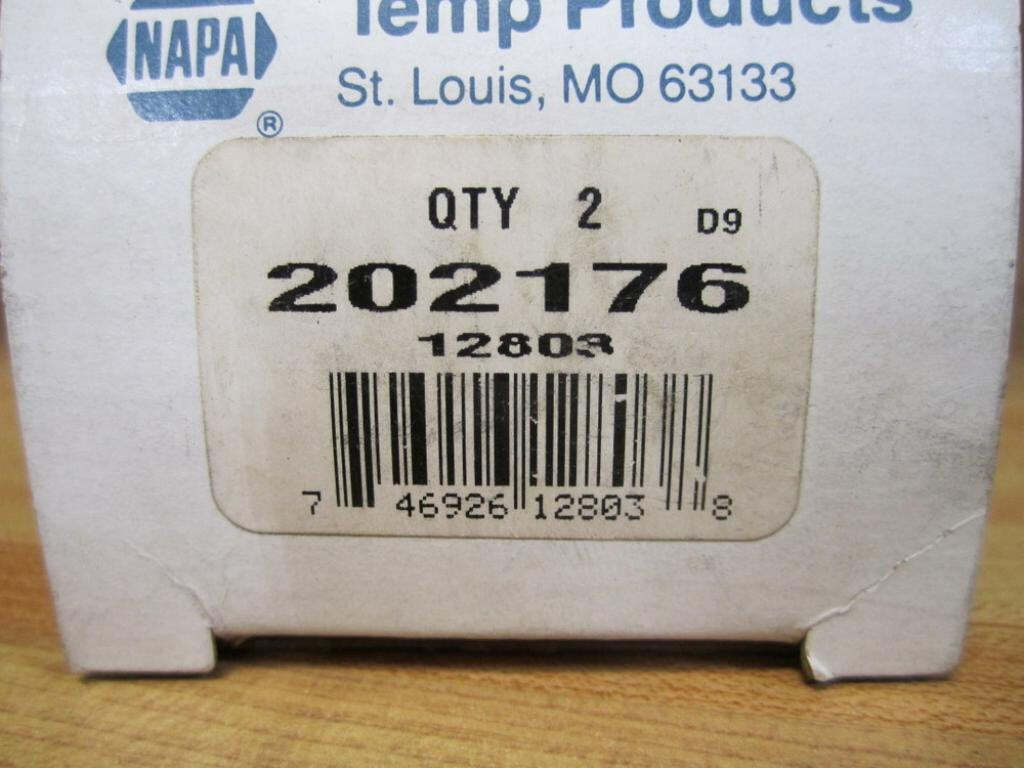 NAPA
®
Temp Products
St. Louis, MO 63133
QTY 2 D9
202176
12803
7 46926 12803 8